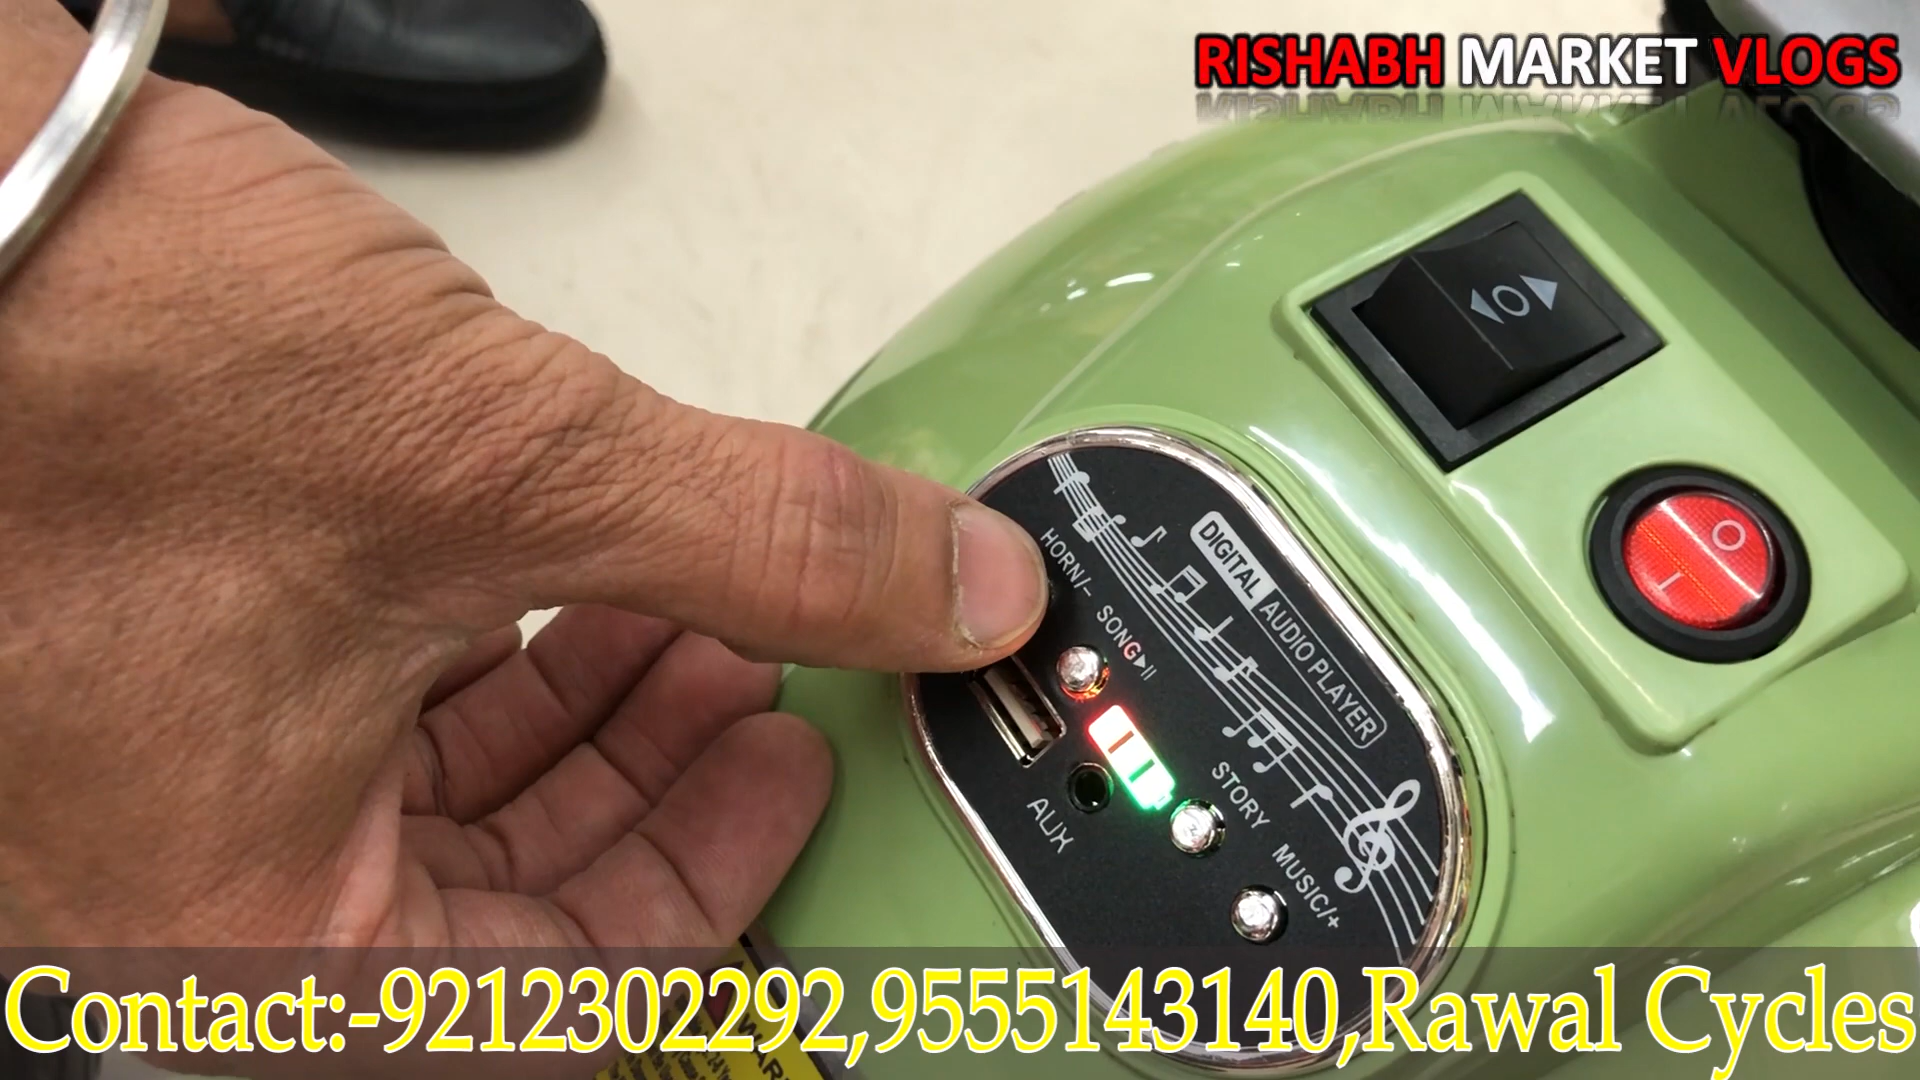 RISHABH MARKET VLOGS
DIGITAL AUDIO PLAYER
HORN/-
SONG
STORY
MUSIC/+
AUX
Contact:-9212302292,9555143140,Rawal Cycles